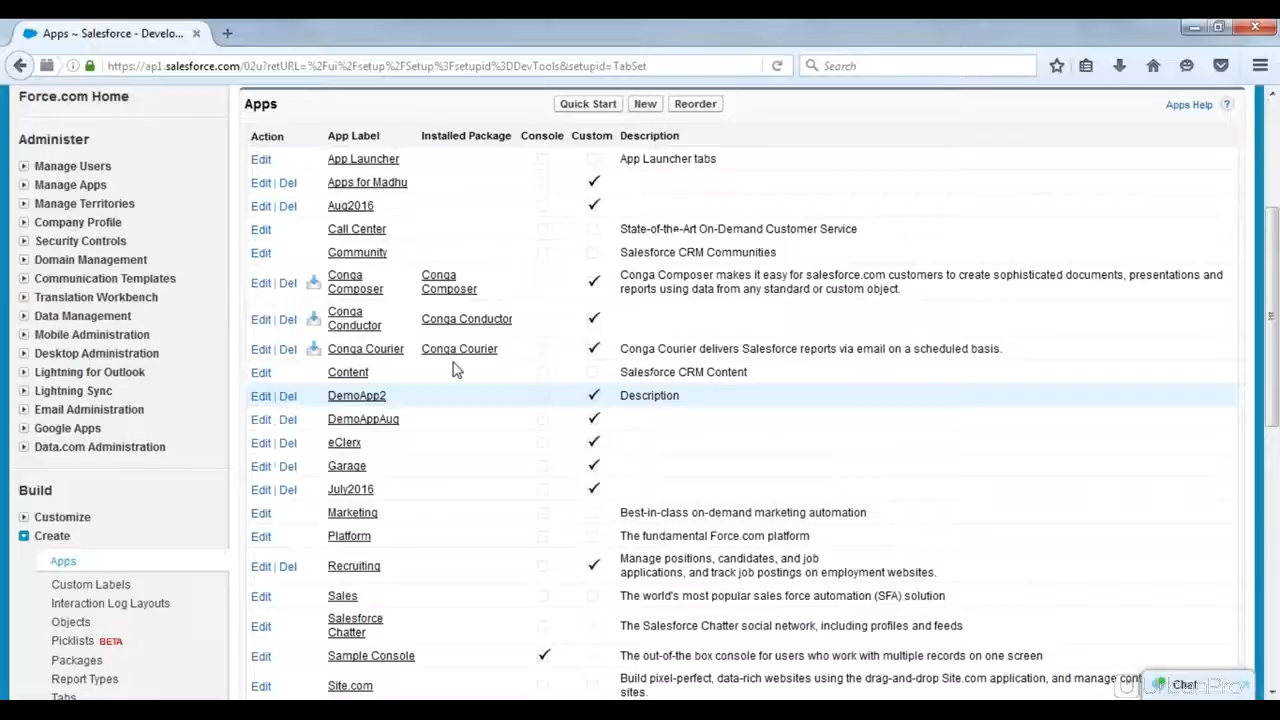 Apps ~ Salesforce - Develo... × +
https://ap1.salesforce.com/02u?retURL=%2Fui%2Fsetup%2FSetup%3Fsetupid%3DDevTools&setupid=TabSet
Search
Force.com Home
Administer
Manage Users
Manage Apps
Manage Territories
Company Profile
Security Controls
Domain Management
Communication Templates
Translation Workbench
Data Management
Mobile Administration
Desktop Administration
Lightning for Outlook
Lightning Sync
Email Administration
Google Apps
Data.com Administration
Build
Customize
Create
Apps
Custom Labels
Interaction Log Layouts
Objects
Picklists BETA
Packages
Report Types
Tabs
Apps
Quick Start New Reorder
Apps Help ?
Action App Label Installed Package Console Custom Description
Edit App Launcher App Launcher tabs
Edit | Del Apps for Madhu
Edit | Del Aug2016
Edit Call Center State-of-the-Art On-Demand Customer Service
Edit Community Salesforce CRM Communities
Edit | Del Conga Composer Conga Composer Conga Composer makes it easy for salesforce.com customers to create sophisticated documents, presentations and
reports using data from any standard or custom object.
Edit | Del Conga Conductor Conga Conductor
Edit | Del Conga Courier Conga Courier Conga Courier delivers Salesforce reports via email on a scheduled basis.
Edit Content Salesforce CRM Content
Edit | Del DemoApp2 Description
Edit | Del DemoAppAug
Edit | Del eClerx
Edit | Del Garage
Edit | Del July2016
Edit Marketing Best-in-class on-demand marketing automation
Edit Platform The fundamental Force.com platform
Edit | Del Recruiting Manage positions, candidates, and job
applications, and track job postings on employment websites.
Edit Sales The world's most popular sales force automation (SFA) solution
Edit Salesforce Chatter The Salesforce Chatter social network, including profiles and feeds
Edit Sample Console The out-of-the box console for users who work with multiple records on one screen
Edit Site.com Build pixel-perfect, data-rich websites using the drag-and-drop Site.com application, and manage cont
sites.
Chat
UrbanPro